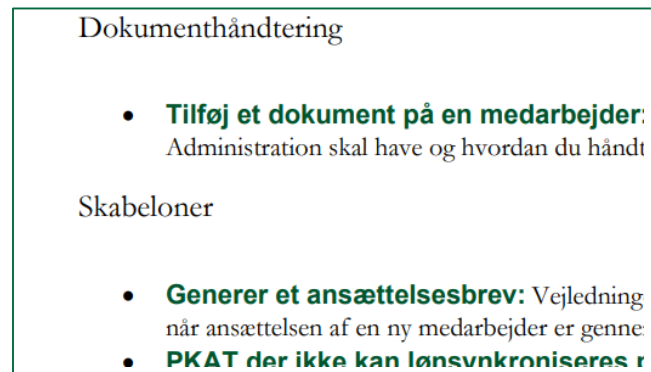 Dokumenthåndtering
• Tilføj et dokument på en medarbejder:
Administration skal have og hvordan du håndt
Skabeloner
• Generer et ansættelsesbrev: Vejledning
når ansættelsen af en ny medarbejder er genne
• PKAT der ikke kan lønsynkroniseres